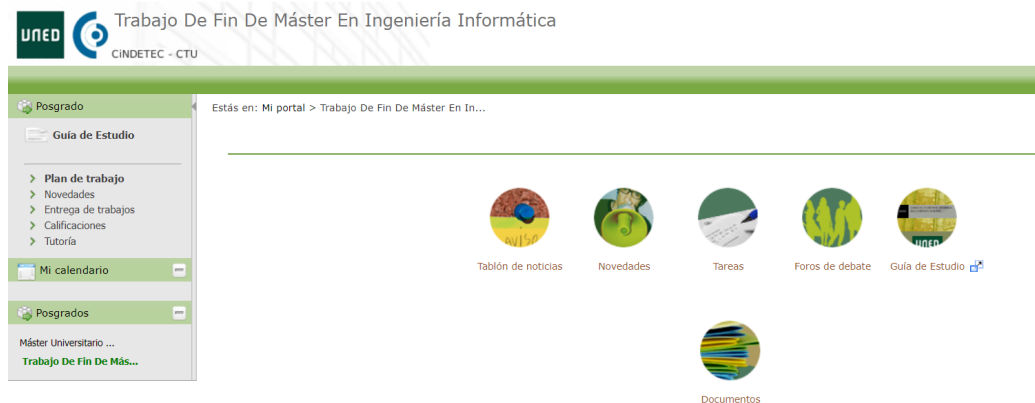 UNED
Trabajo De Fin De Máster En Ingeniería Informática
CiNDETEC - CTU
Posgrado
Estás en: Mi portal > Trabajo De Fin De Máster En In...
Guía de Estudio
Plan de trabajo
Novedades
Entrega de trabajos
Calificaciones
Tutoría
Mi calendario
Posgrados
Máster Universitario ...
Trabajo De Fin De Más...
AVISO
UNED
Tablón de noticias
Novedades
Tareas
Foros de debate
Guía de Estudio
Documentos